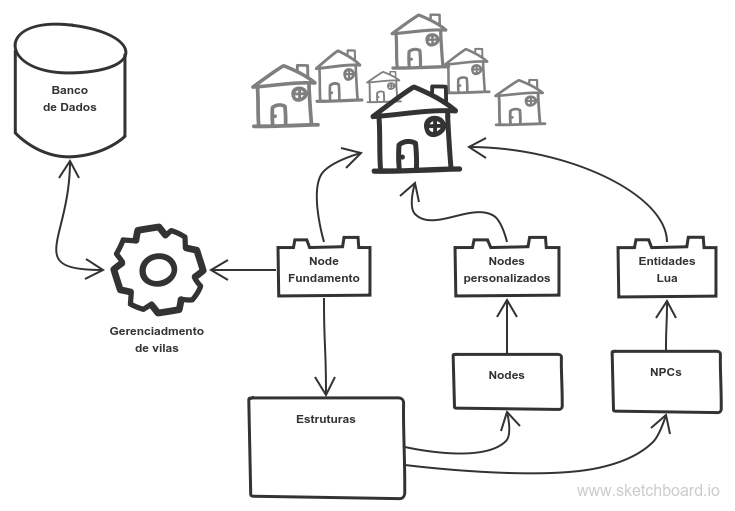 Banco
de Dados
Node
Fundamento
Nodes
personalizados
Entidades
Lua
Gerenciadmento
de vilas
Nodes
NPCs
Estruturas
www.sketchboard.io